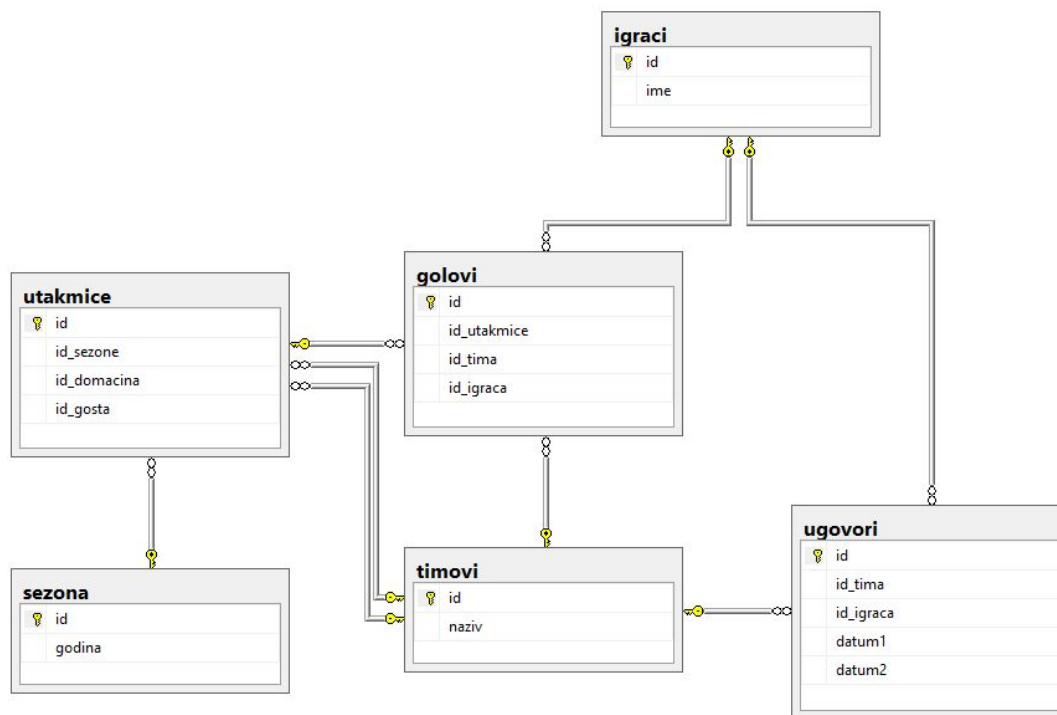 igraci
id
ime
golovi
id
id_utakmice
id_tima
id_igraca
utakmice
id
id_sezone
id_domacina
id_gosta
ugovori
id
id_tima
id_igraca
datum1
datum2
timovi
id
naziv
sezona
id
godina